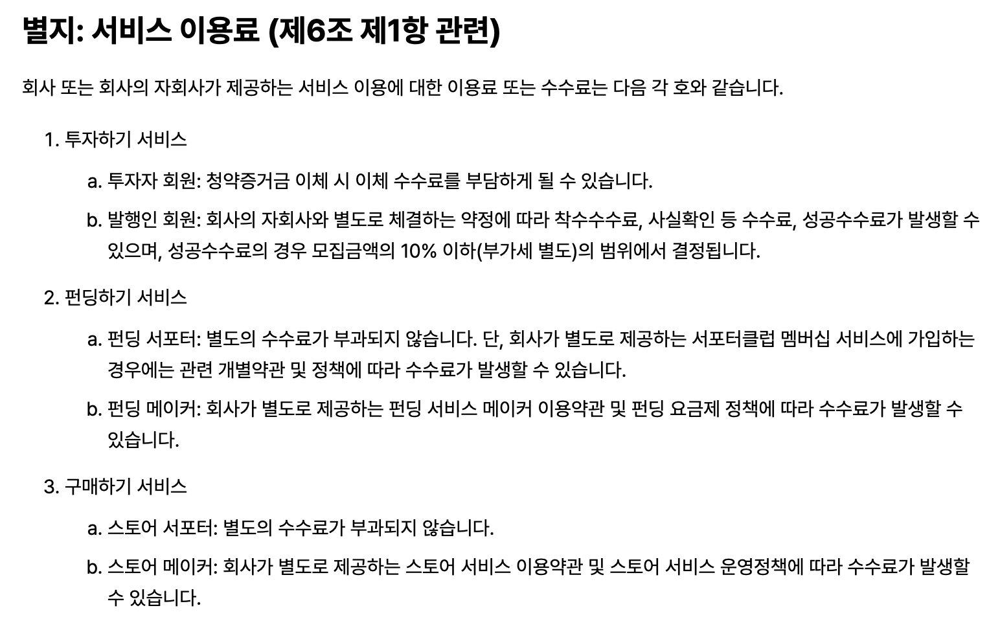 별지: 서비스 이용료 (제6조 제1항 관련)
회사 또는 회사의 자회사가 제공하는 서비스 이용에 대한 이용료 또는 수수료는 다음 각 호와 같습니다.
1. 투자하기 서비스
a. 투자자 회원: 청약증거금 이체 시 이체 수수료를 부담하게 될 수 있습니다.
b. 발행인 회원: 회사의 자회사와 별도로 체결하는 약정에 따라 착수수수료, 사실확인 등 수수료, 성공수수료가 발생할 수
있으며, 성공수수료의 경우 모집금액의 10% 이하(부가세 별도)의 범위에서 결정됩니다.
2. 펀딩하기 서비스
a. 펀딩 서포터: 별도의 수수료가 부과되지 않습니다. 단, 회사가 별도로 제공하는 서포터클럽 멤버십 서비스에 가입하는
경우에는 관련 개별약관 및 정책에 따라 수수료가 발생할 수 있습니다.
b. 펀딩 메이커: 회사가 별도로 제공하는 펀딩 서비스 메이커 이용약관 및 펀딩 요금제 정책에 따라 수수료가 발생할 수
있습니다.
3. 구매하기 서비스
a. 스토어 서포터: 별도의 수수료가 부과되지 않습니다.
b. 스토어 메이커: 회사가 별도로 제공하는 스토어 서비스 이용약관 및 스토어 서비스 운영정책에 따라 수수료가 발생할
수 있습니다.